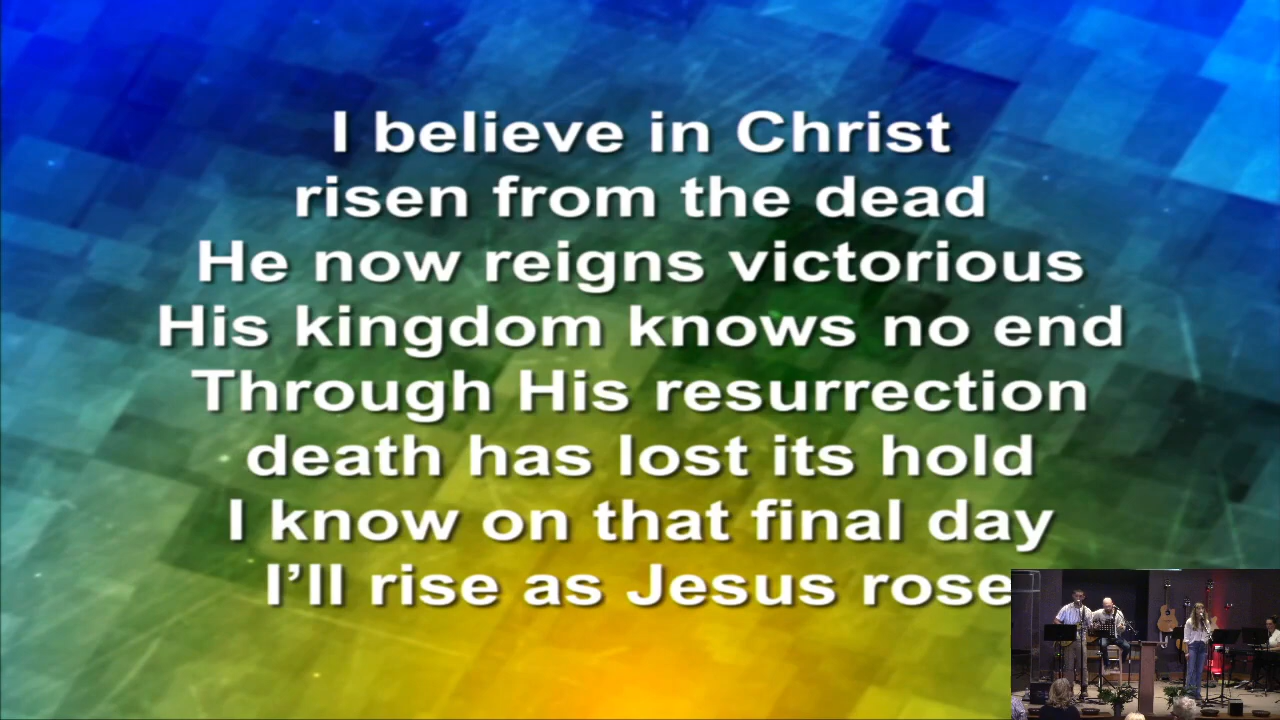 I believe in Christ
risen from the dead
He now reigns victorious
His kingdom knows no end
Through His resurrection
death has lost its hold
I know on that final day
I’ll rise as Jesus rose